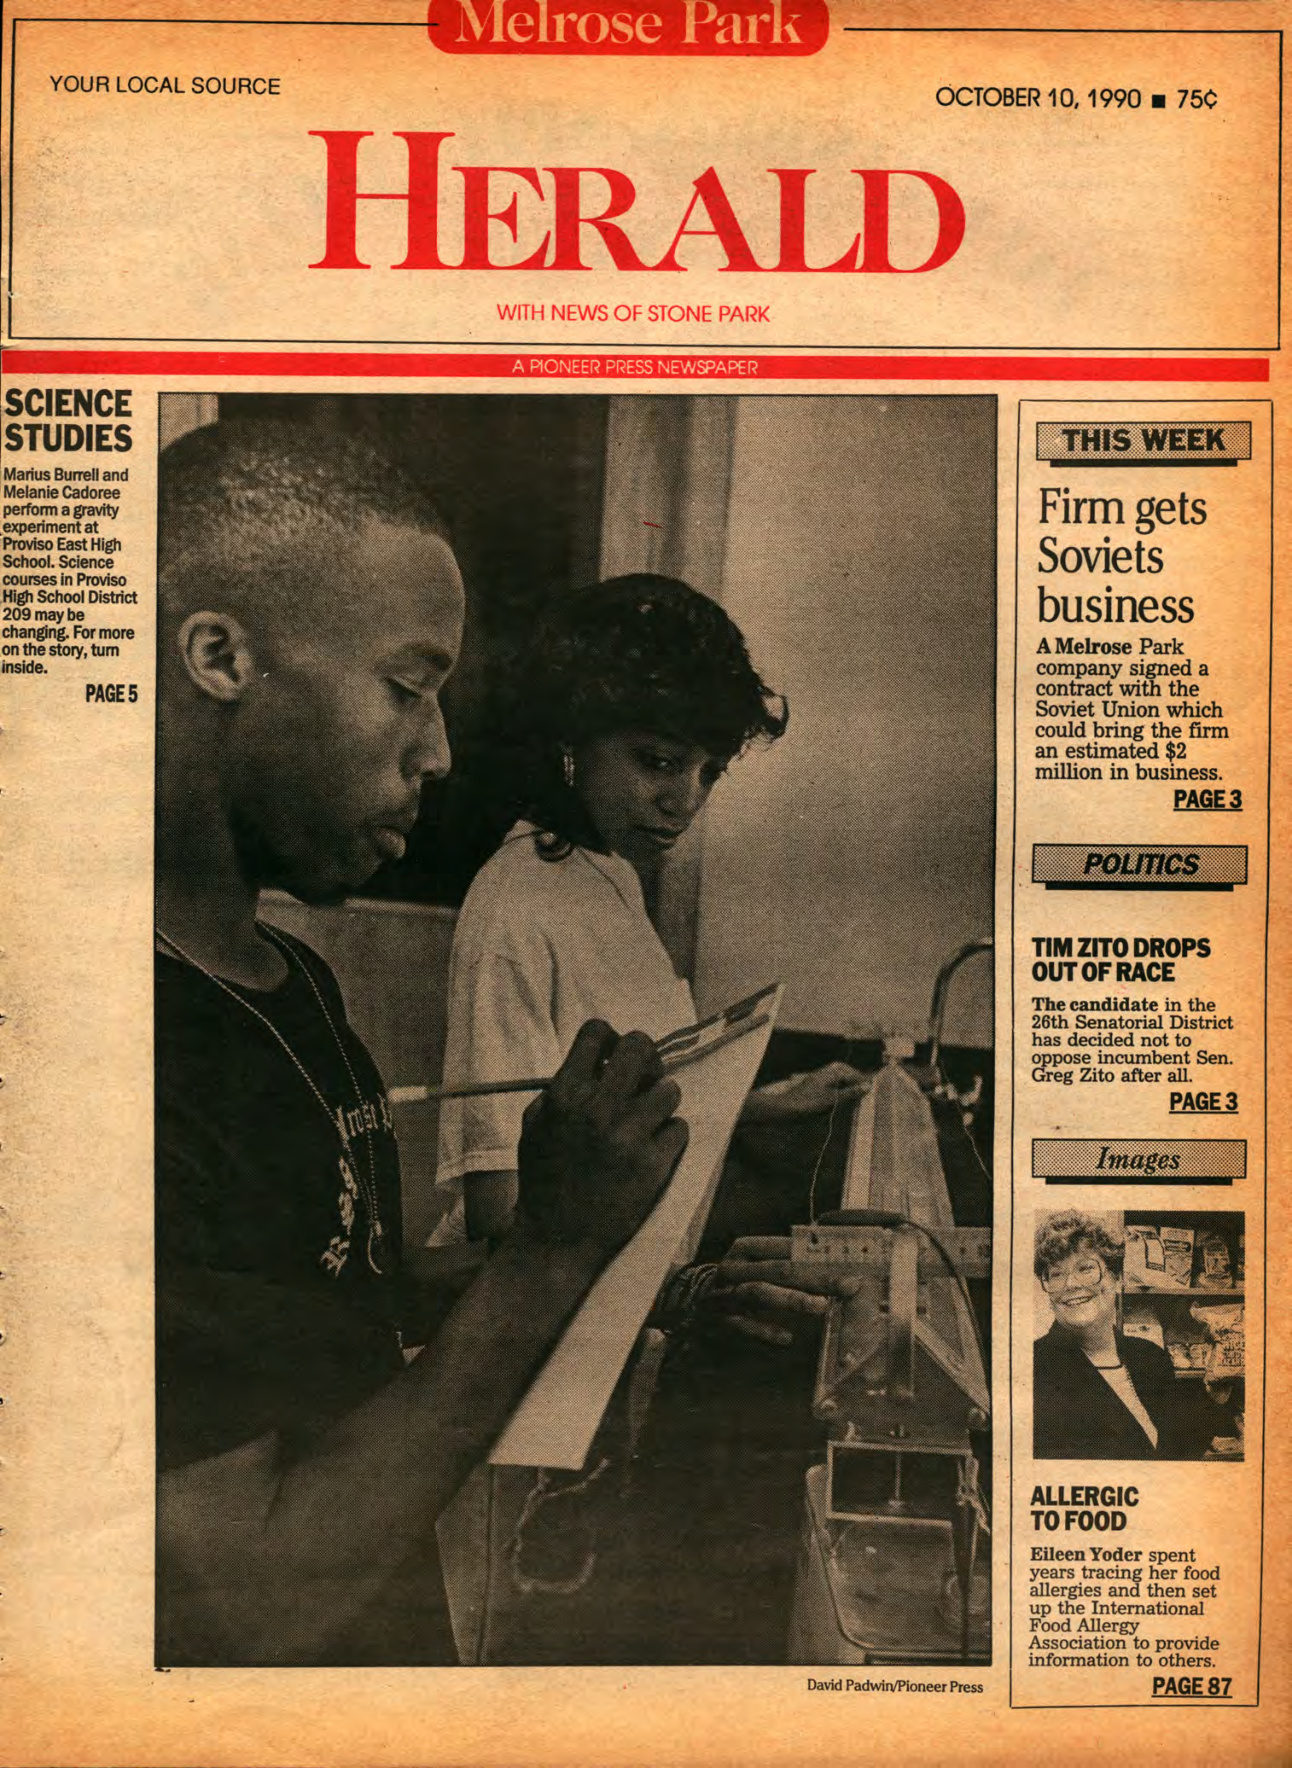 Melrose Park
YOUR LOCAL SOURCE
OCTOBER 10, 1990 ■ 75¢
HERALD
WITH NEWS OF STONE PARK
A PIONEER PRESS NEWSPAPER
SCIENCE
STUDIES
Marius Burrell and
Melanie Cadoree
perform a gravity
experiment at
Proviso East High
School. Science
courses in Proviso
High School District
209 may be
changing. For more
on the story, turn
inside.
PAGE 5
David Padwin/Pioneer Press
THIS WEEK
Firm gets
Soviets
business
A Melrose Park
company signed a
contract with the
Soviet Union which
could bring the firm
an estimated $2
million in business.
PAGE 3
POLITICS
TIM ZITO DROPS
OUT OF RACE
The candidate in the
26th Senatorial District
has decided not to
oppose incumbent Sen.
Greg Zito after all.
PAGE 3
Images
ALLERGIC
TO FOOD
Eileen Yoder spent
years tracing her food
allergies and then set
up the International
Food Allergy
Association to provide
information to others.
PAGE 87